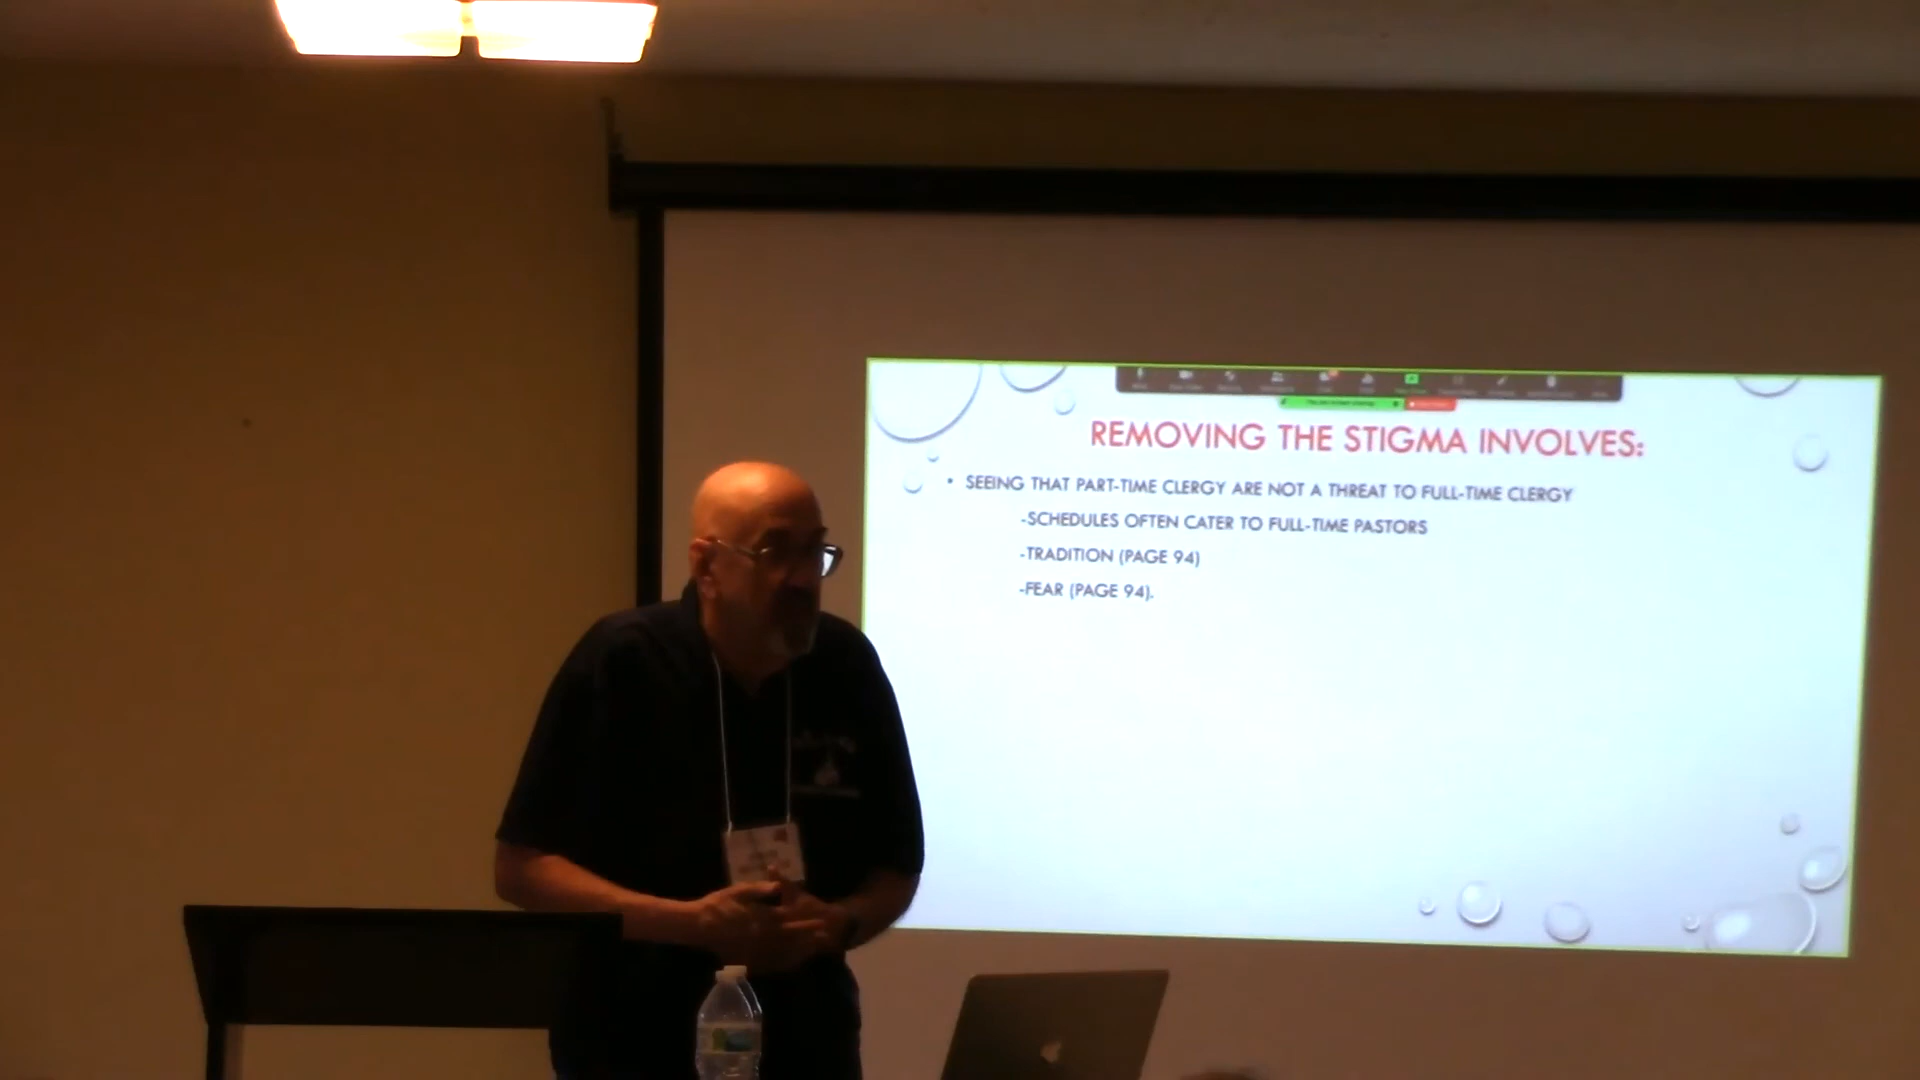 REMOVING THE STIGMA INVOLVES:
• SEEING THAT PART-TIME CLERGY ARE NOT A THREAT TO FULL-TIME CLERGY
-SCHEDULES OFTEN CATER TO FULL-TIME PASTORS
-TRADITION (PAGE 94)
-FEAR (PAGE 94).